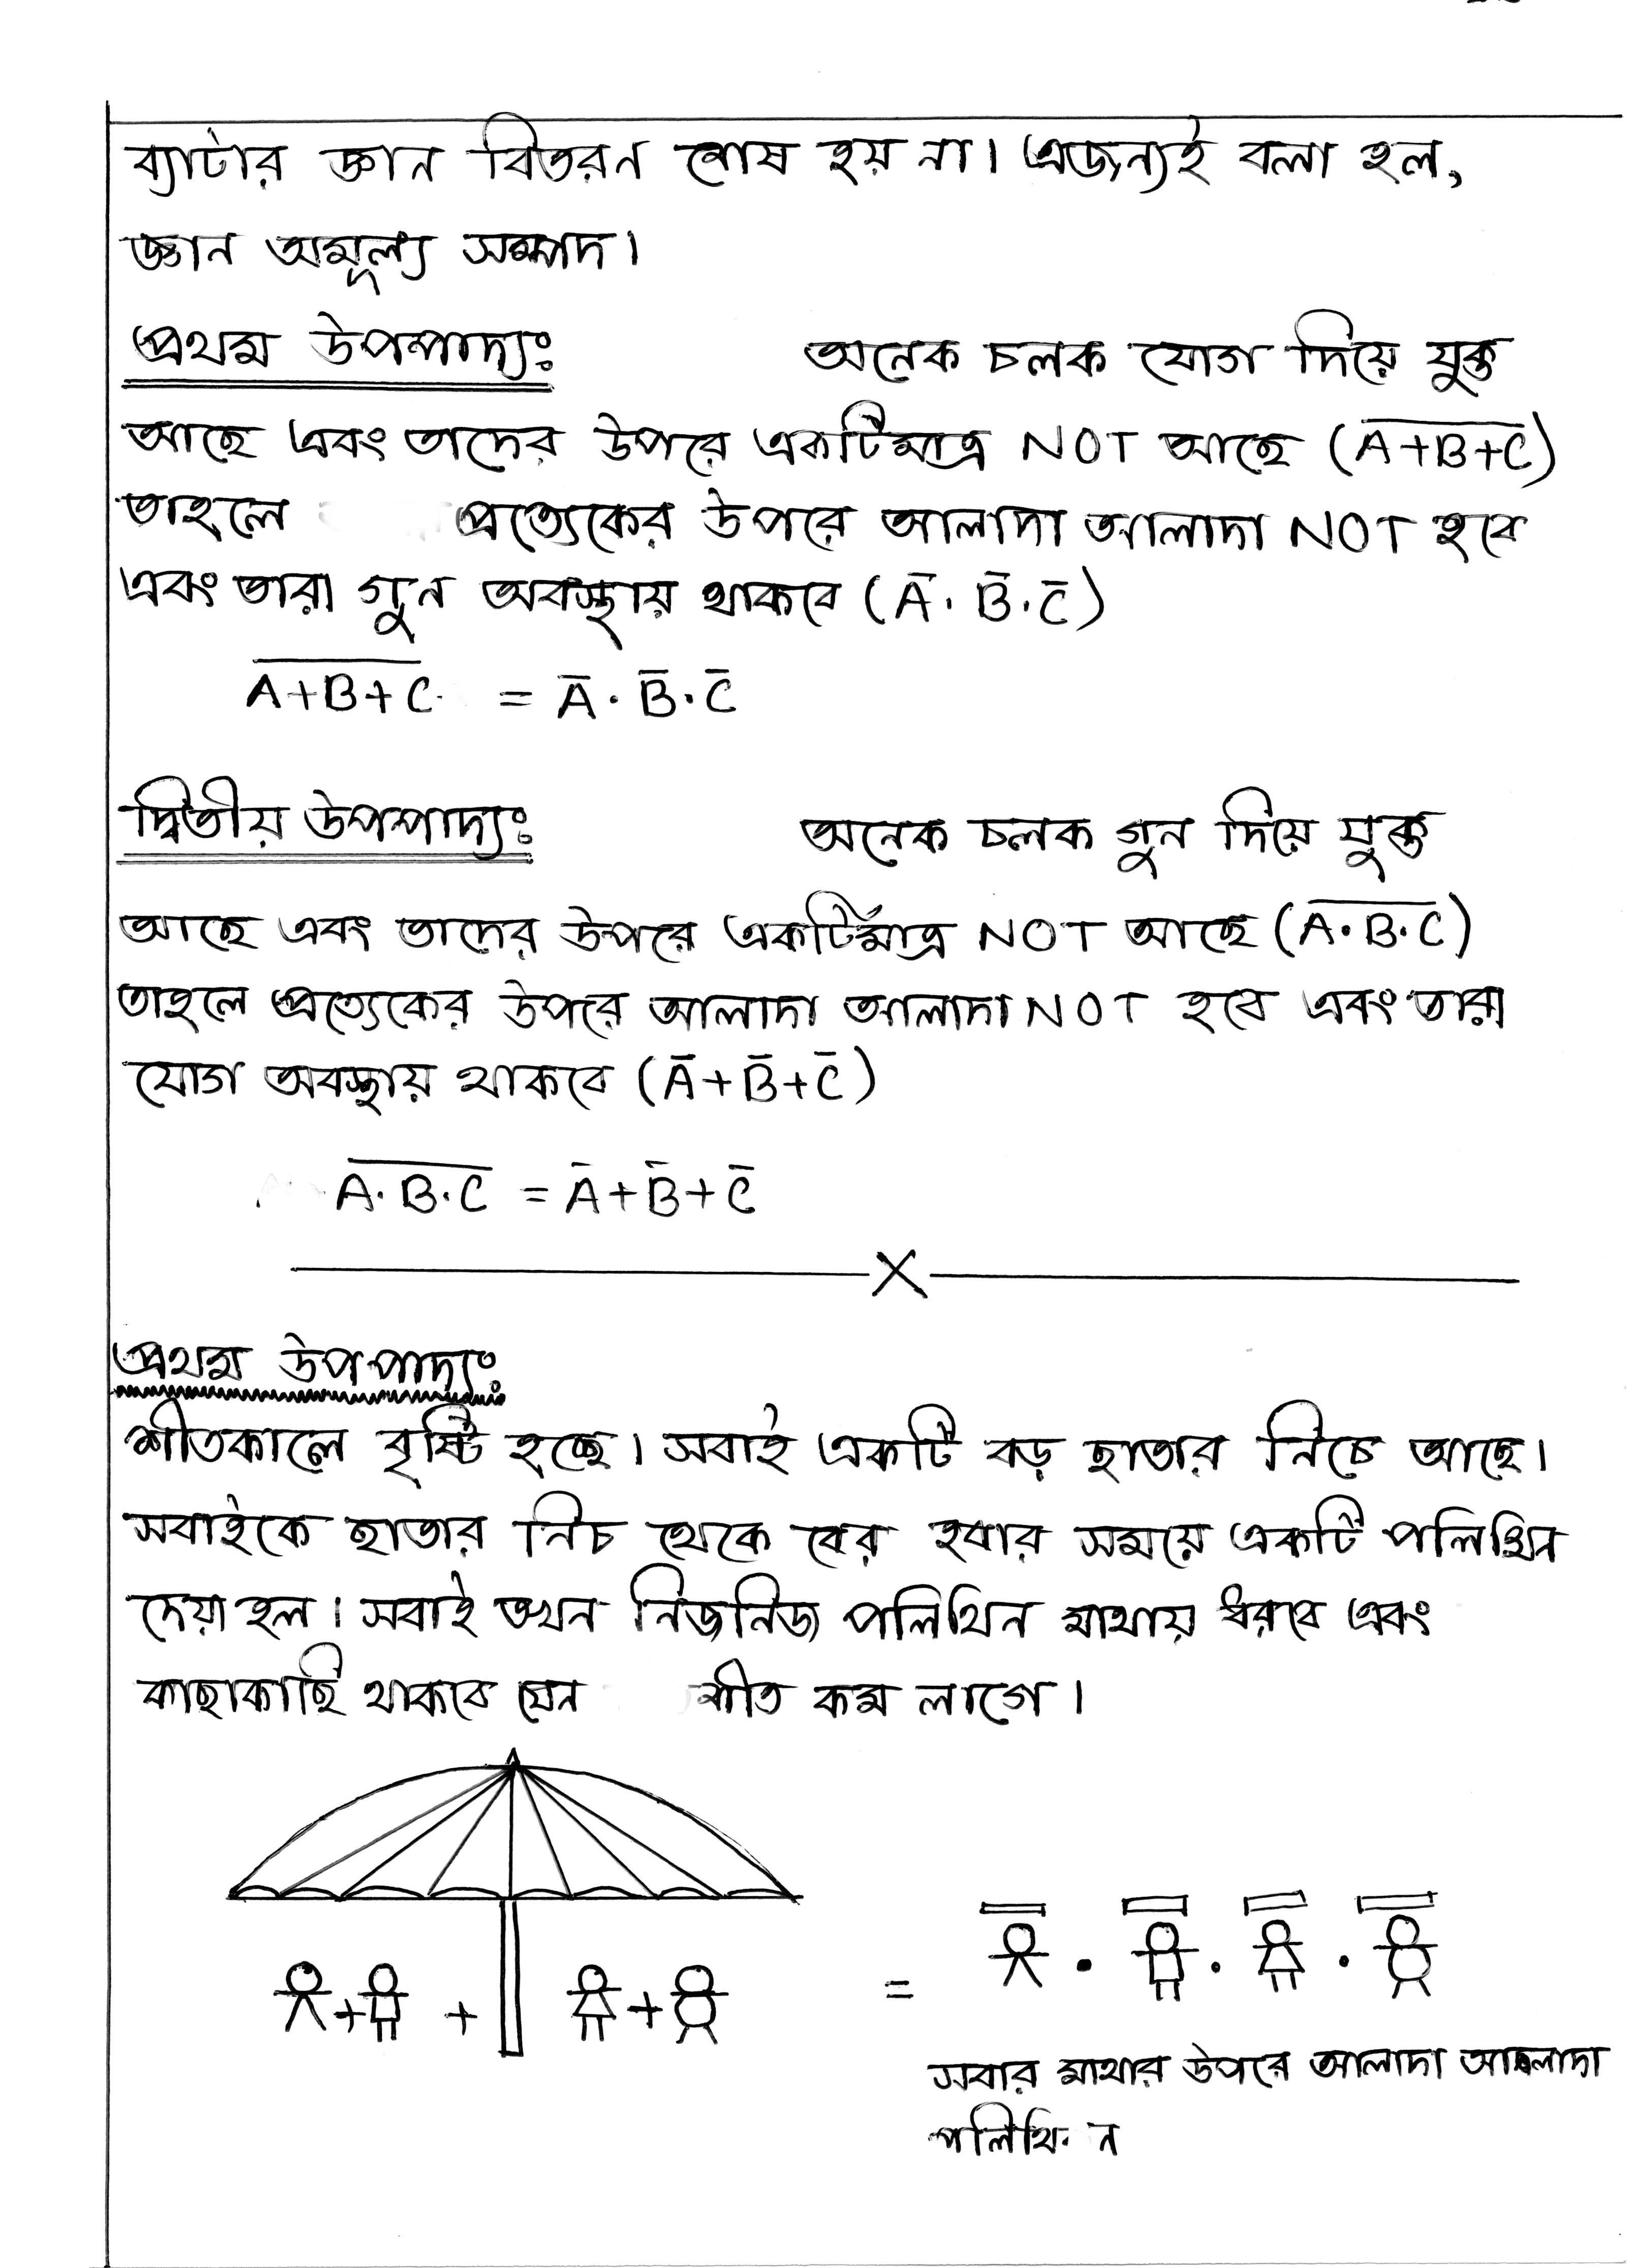 ব্যাটার জ্ঞান বিতরন শেষ হয় না। এজন্যই বলা হল,
জ্ঞান অমূল্য সম্পদ।
প্রথম উপপাদ্যঃ অনেক চলক যোগ দিয়ে যুক্ত
আছে এবং তাদের উপরে একটিমাত্র NOT আছে (A̅+̅B̅+̅C̅)
তাহলে প্রত্যেকের উপরে আলাদা আলাদা NOT হবে
এবং তারা গুন অবস্থায় থাকবে (A̅. B̅. C̅)
A̅+̅B̅+̅C̅ = A̅. B̅. C̅
দ্বিতীয় উপপাদ্যঃ অনেক চলক গুন দিয়ে যুক্ত
আছে এবং তাদের উপরে একটিমাত্র NOT আছে (A̅.̅B̅.̅C̅)
তাহলে প্রত্যেকের উপরে আলাদা আলাদা NOT হবে এবং তারা
যোগ অবস্থায় থাকবে (A̅+B̅+C̅)
A̅.̅B̅.̅C̅ = A̅+B̅+C̅
X
প্রথম উপপাদ্যঃ
শীতকালে বৃষ্টি হচ্ছে। সবাই একটি বড় ছাতার নিচে আছে।
সবাইকে ছাতার নিচ থেকে বের হবার সময়ে একটি পলিথিন
দেয়া হল। সবাই তখন নিজনিজ পলিথিন মাথায় ধরবে এবং
কাছাকাছি থাকবে যেন শীত কম লাগে।
+ + + = . . .
সবার মাথার উপরে আলাদা আলাদা
পলিথিন